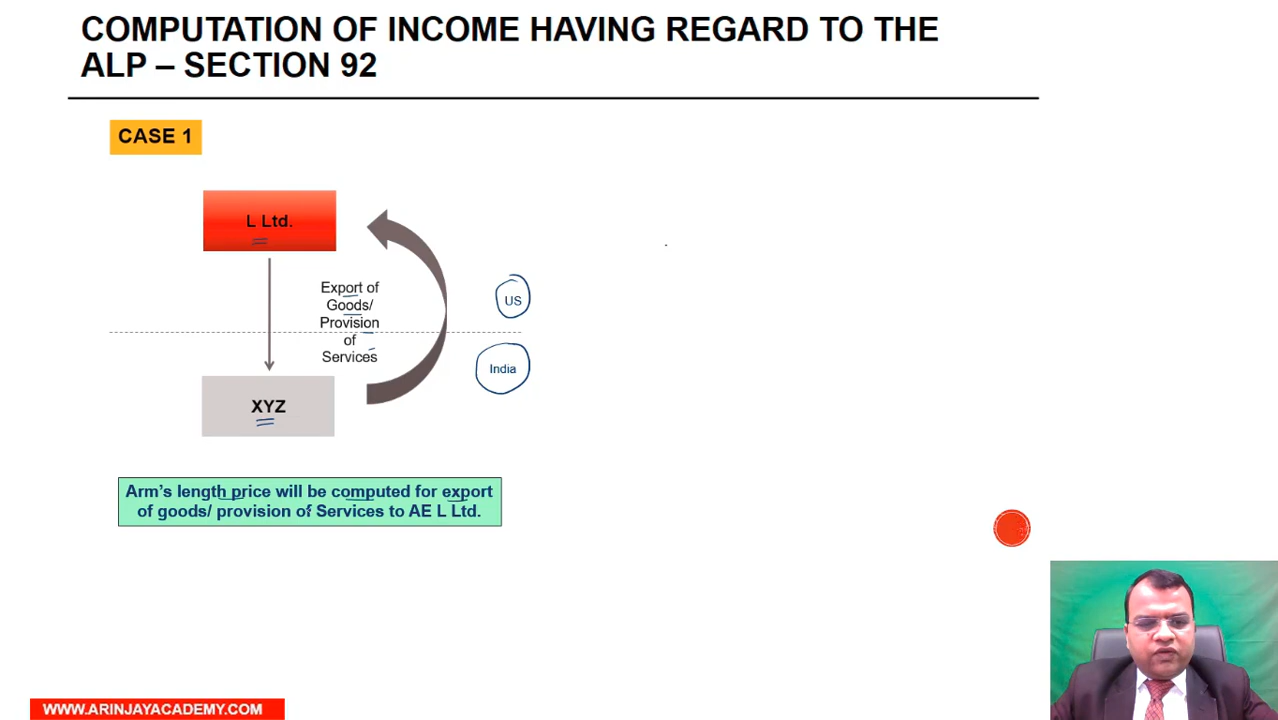 COMPUTATION OF INCOME HAVING REGARD TO THE
ALP – SECTION 92
CASE 1
L Ltd.
Export of
Goods/
Provision
of
Services
US
India
XYZ
Arm's length price will be computed for export
of goods/ provision of Services to AE L Ltd.
WWW.ARINJAYACADEMY.COM